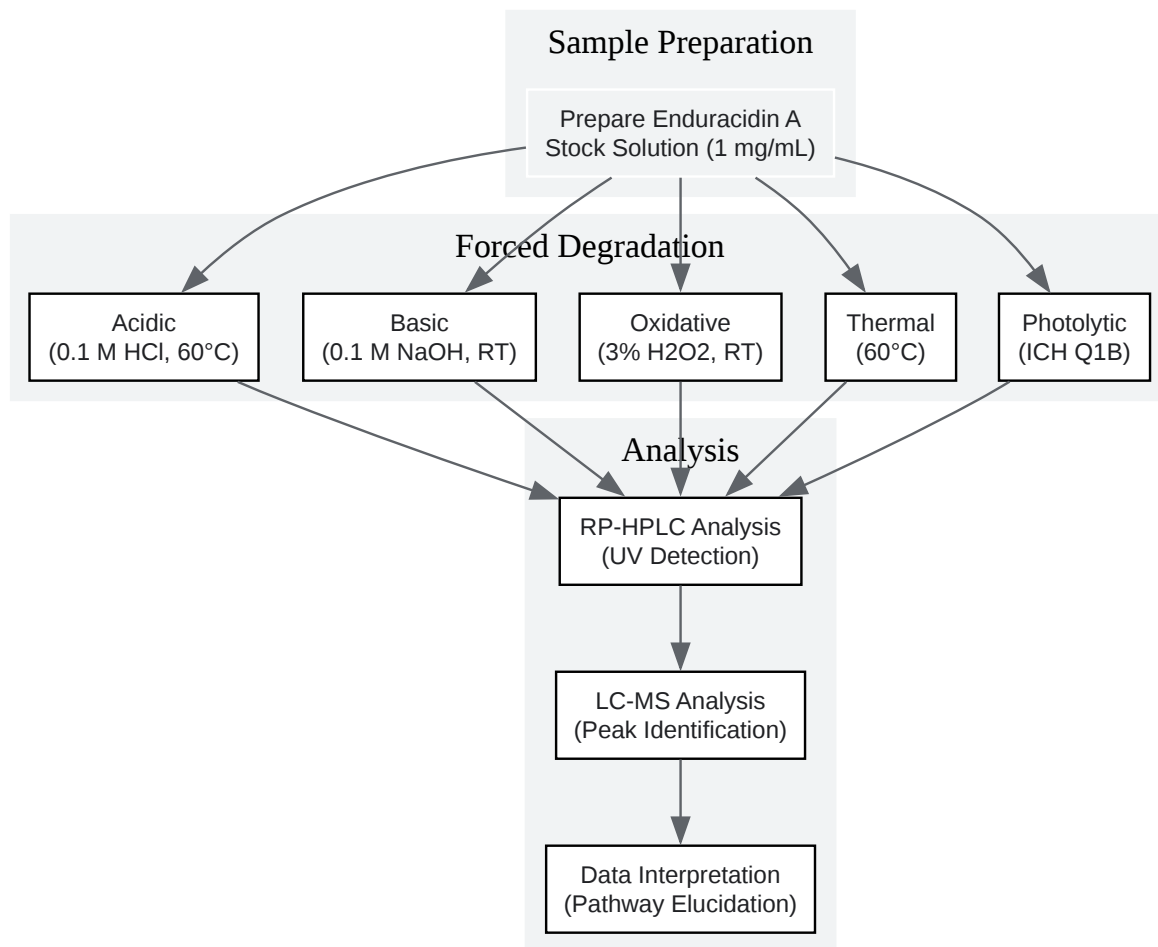 Sample Preparation
Prepare Enduracidin A
Stock Solution (1 mg/mL)
Forced Degradation
Acidic
(0.1 M HCl, 60°C)
Basic
(0.1 M NaOH, RT)
Oxidative
(3% H2O2, RT)
Thermal
(60°C)
Photolytic
(ICH Q1B)
Analysis
RP-HPLC Analysis
(UV Detection)
LC-MS Analysis
(Peak Identification)
Data Interpretation
(Pathway Elucidation)